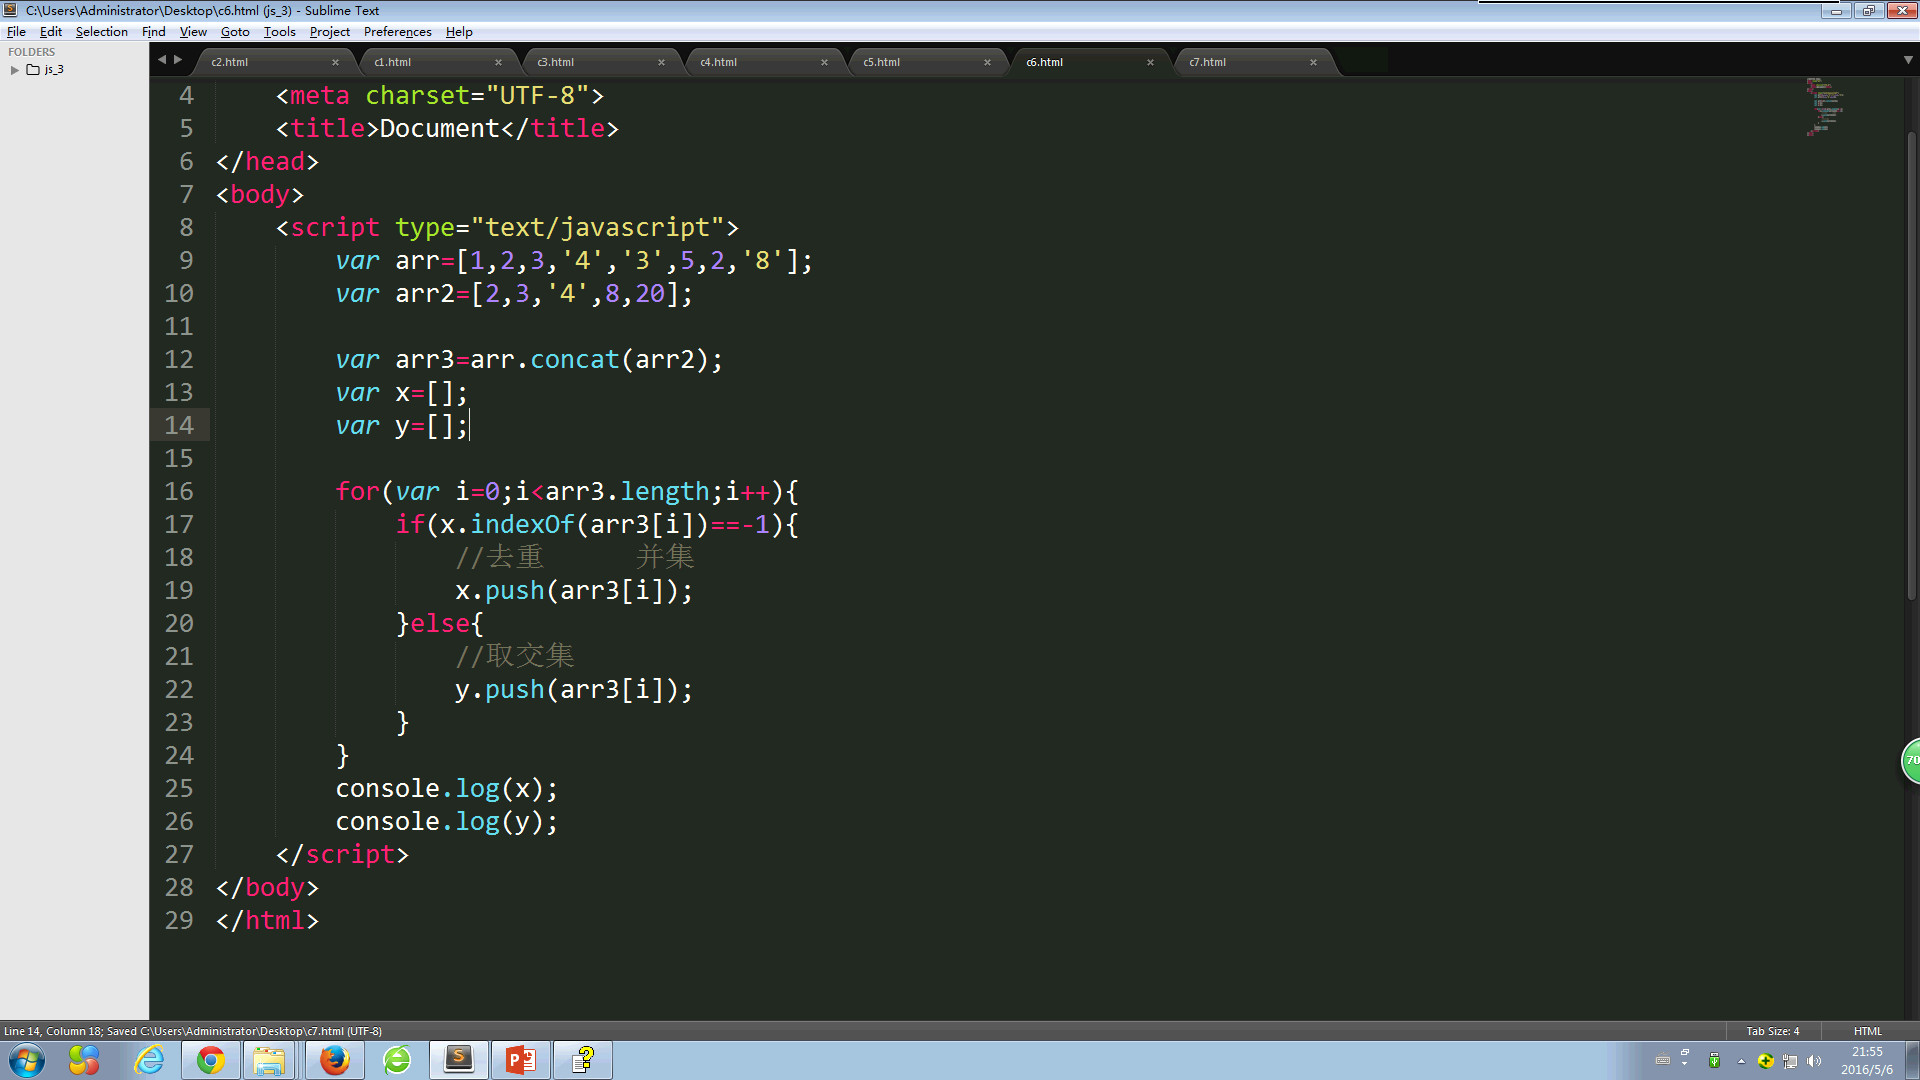 C:\Users\Administrator\Desktop\c6.html (js_3) - Sublime Text
File Edit Selection Find View Goto Tools Project Preferences Help
FOLDERS
js_3
c2.html c1.html c3.html c4.html c5.html c6.html c7.html
4 <meta charset="UTF-8">
5 <title>Document</title>
6 </head>
7 <body>
8 <script type="text/javascript">
9 var arr=[1,2,3,'4','3',5,2,'8'];
10 var arr2=[2,3,'4',8,20];
11
12 var arr3=arr.concat(arr2);
13 var x=[];
14 var y=[];
15
16 for(var i=0;i<arr3.length;i++){
17 if(x.indexOf(arr3[i])==-1){
18 //去重 并集
19 x.push(arr3[i]);
20 }else{
21 //取交集
22 y.push(arr3[i]);
23 }
24 }
25 console.log(x);
26 console.log(y);
27 </script>
28 </body>
29 </html>
70
Line 14, Column 18; Saved C:\Users\Administrator\Desktop\c7.html (UTF-8) Tab Size: 4 HTML
21:55
2016/5/6